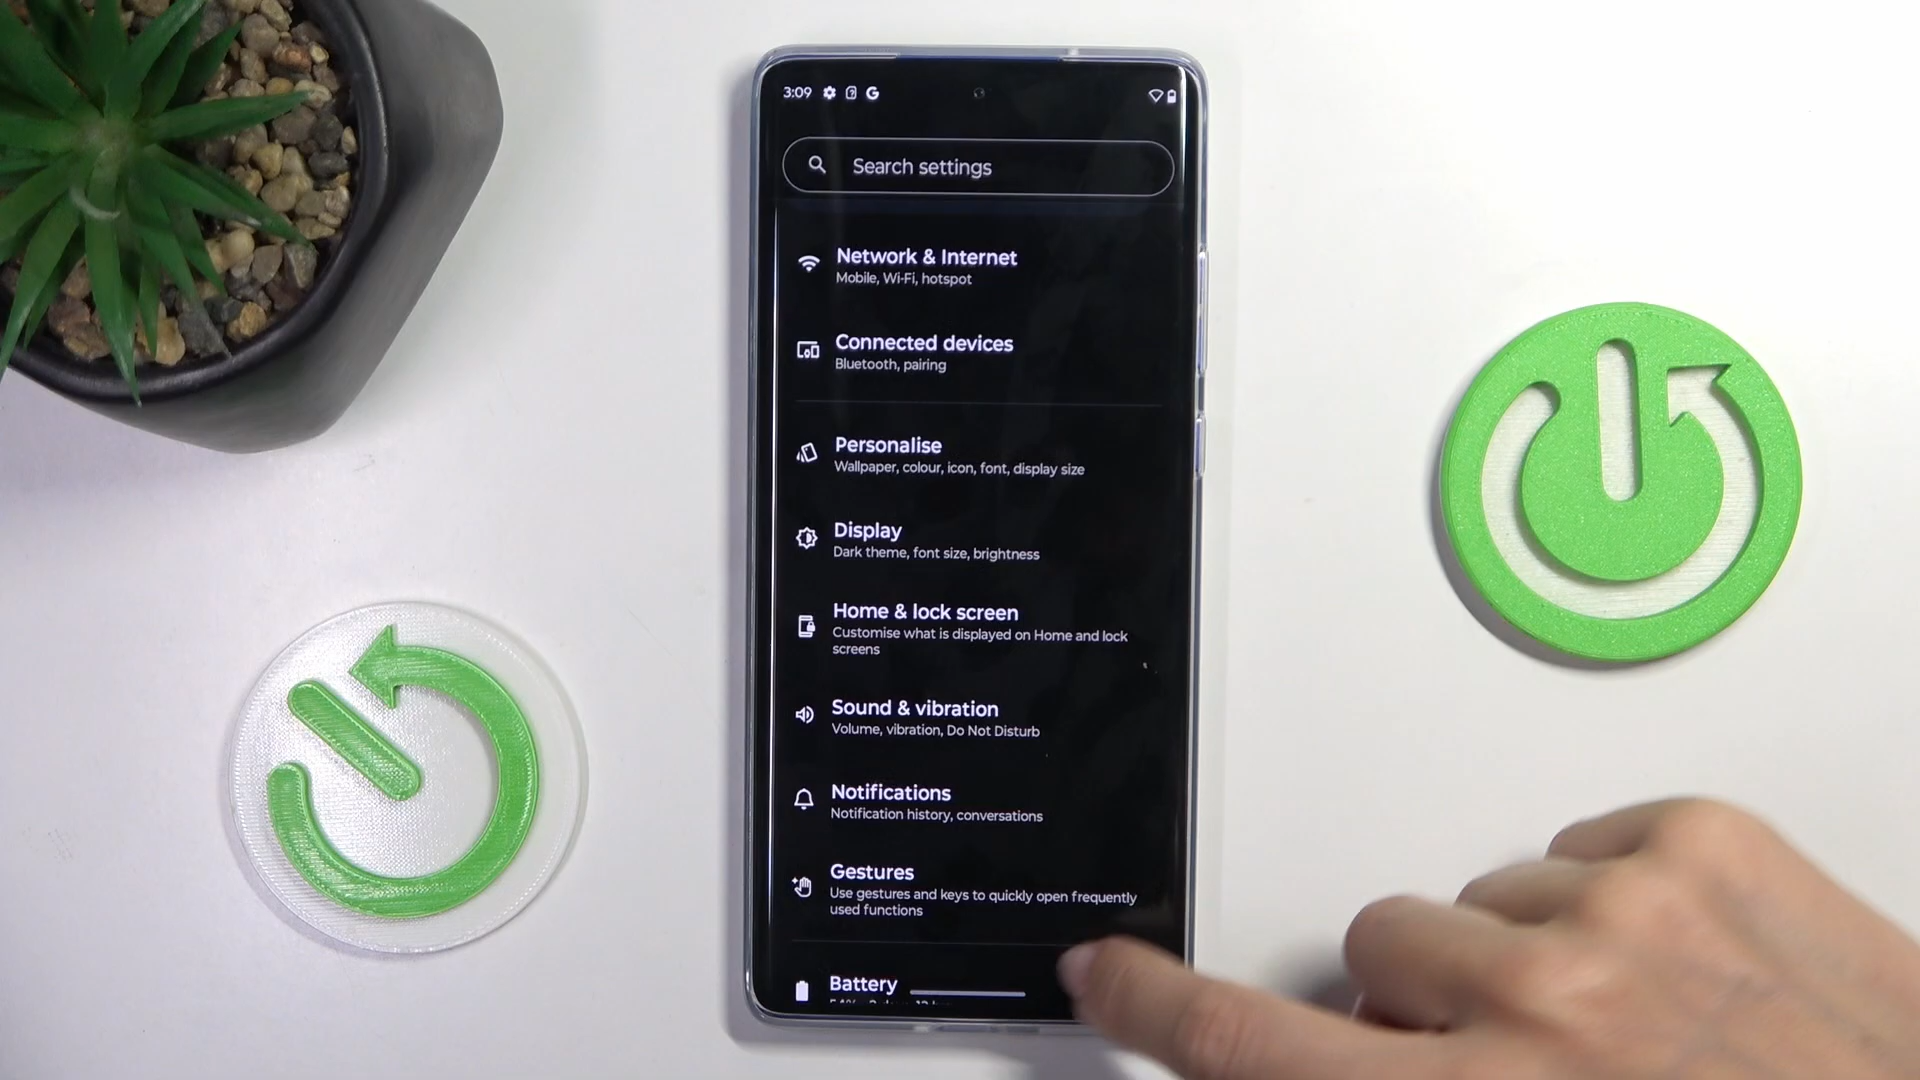 3:09
Search settings
Network & Internet
Mobile, Wi-Fi, hotspot
Connected devices
Bluetooth, pairing
Personalise
Wallpaper, colour, icon, font, display size
Display
Dark theme, font size, brightness
Home & lock screen
Customise what is displayed on Home and lock
screens
Sound & vibration
Volume, vibration, Do Not Disturb
Notifications
Notification history, conversations
Gestures
Use gestures and keys to quickly open frequently
used functions
Battery